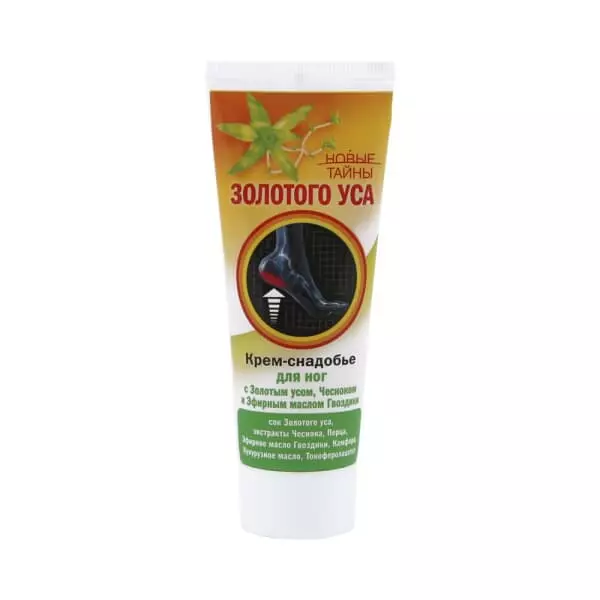 НОВЫЕ
ТАЙНЫ
ЗОЛОТОГО УСА
Крем-снадобье
для ног
с Золотым усом, Чесноком
и Эфирным маслом Гвоздики
сок Золотого уса,
экстракты Чеснока, Перца,
Эфирное масло Гвоздики, Камфора,
Кукурузное масло, Токоферолацетат